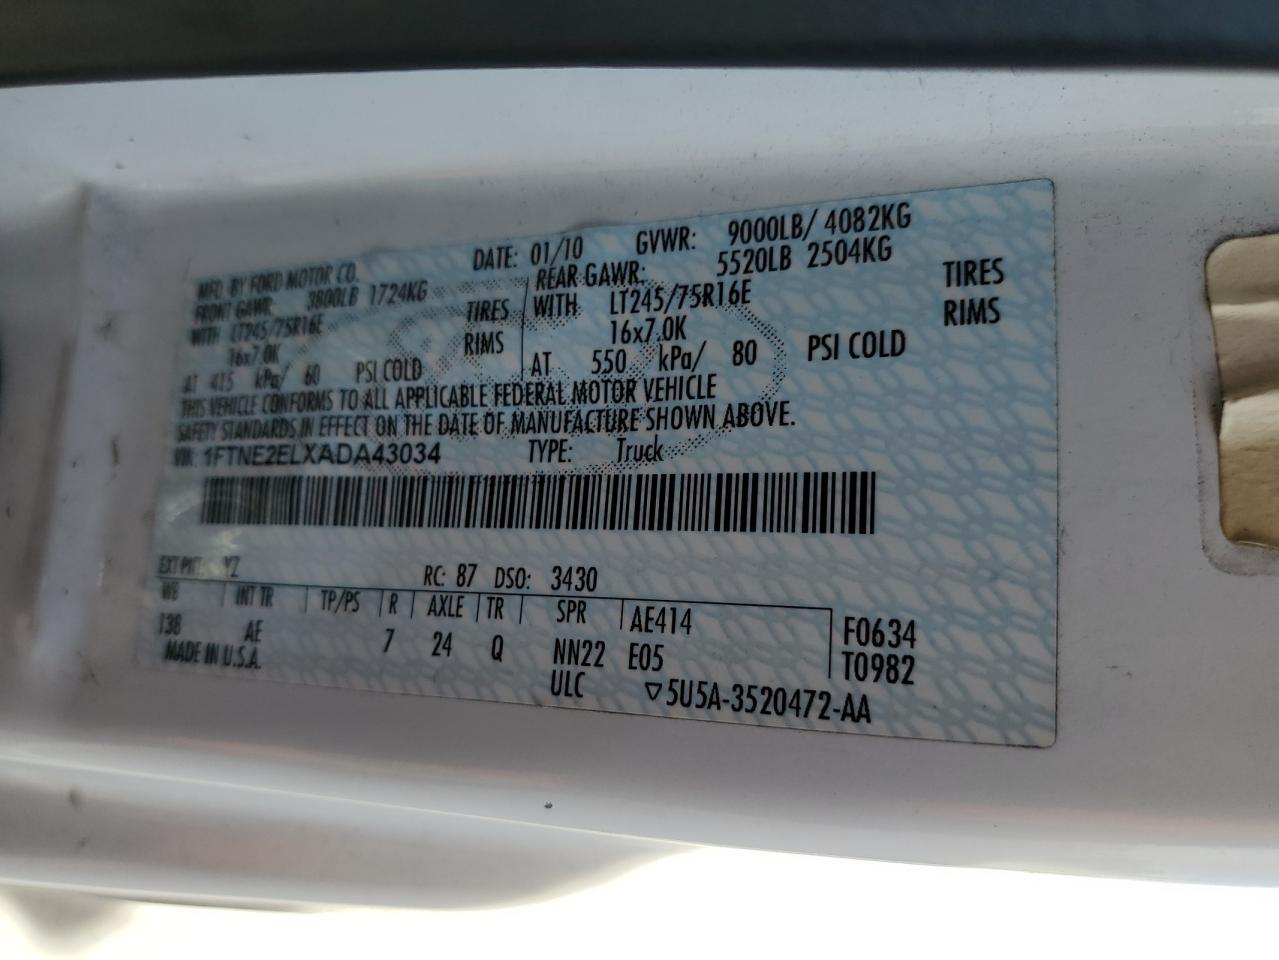 MFD. BY FORD MOTOR CO.
DATE: 01/10 GVWR: 9000LB/ 4082KG
FRONT GAWR: 3800LB 1724KG REAR GAWR: 5520LB 2504KG
WITH LT245/75R16E TIRES WITH LT245/75R16E TIRES
16x7.0K RIMS 16x7.0K RIMS
AT 415 kPa/ 60 PSI COLD AT 550 kPa/ 80 PSI COLD
THIS VEHICLE CONFORMS TO ALL APPLICABLE FEDERAL MOTOR VEHICLE
SAFETY STANDARDS IN EFFECT ON THE DATE OF MANUFACTURE SHOWN ABOVE.
VIN: 1FTNE2ELXADA43034 TYPE: Truck
EXT PNT: YZ RC: 87 DSO: 3430
WB INT TR TP/PS R AXLE TR SPR AE414 F0634
138 AE 7 24 Q NN22 E05 T0982
MADE IN U.S.A. ULC ▽5U5A-3520472-AA